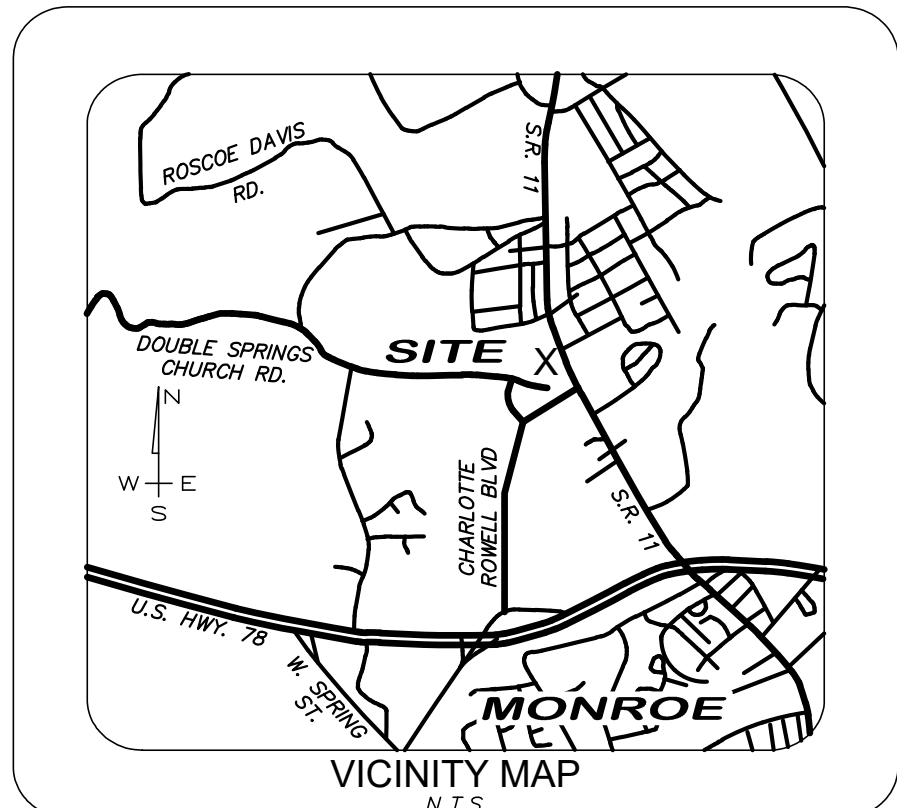 S.R. 11
ROSCOE DAVIS
RD.
DOUBLE SPRINGS
CHURCH RD.
SITE
X
N
W E
S
CHARLOTTE
ROWELL BLVD
S.R. 11
U.S. HWY. 78
W. SPRING
ST.
MONROE
VICINITY MAP
N.T.S.